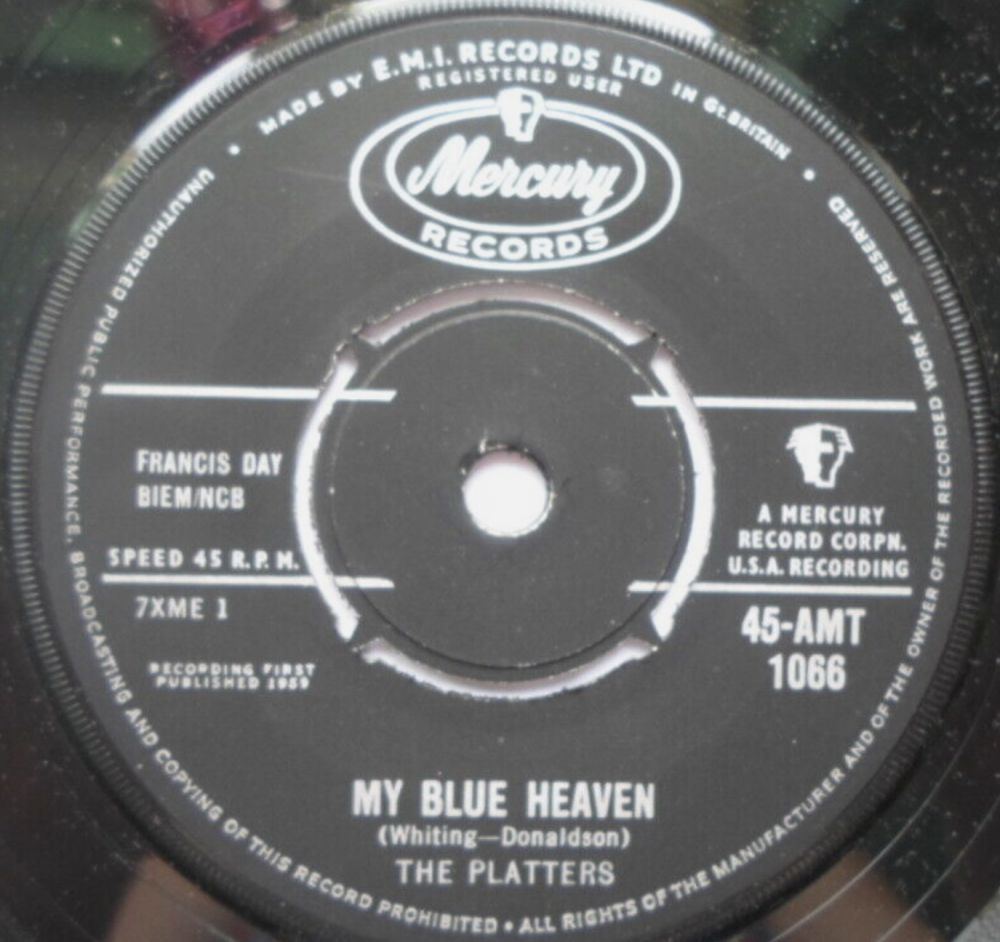 MADE BY E.M.I. RECORDS LTD IN Gt. BRITAIN
REGISTERED USER
Mercury
RECORDS
FRANCIS DAY
BIEM/NCB
SPEED 45 R.P.M.
7XME 1
RECORDING FIRST
PUBLISHED 1959
A MERCURY
RECORD CORPN.
U.S.A. RECORDING
45-AMT
1066
MY BLUE HEAVEN
(Whiting—Donaldson)
THE PLATTERS
UNAUTHORIZED PUBLIC PERFORMANCE, BROADCASTING AND COPYING OF THIS RECORD PROHIBITED • ALL RIGHTS OF THE MANUFACTURER AND OF THE OWNER OF THE RECORDED WORK ARE RESERVED